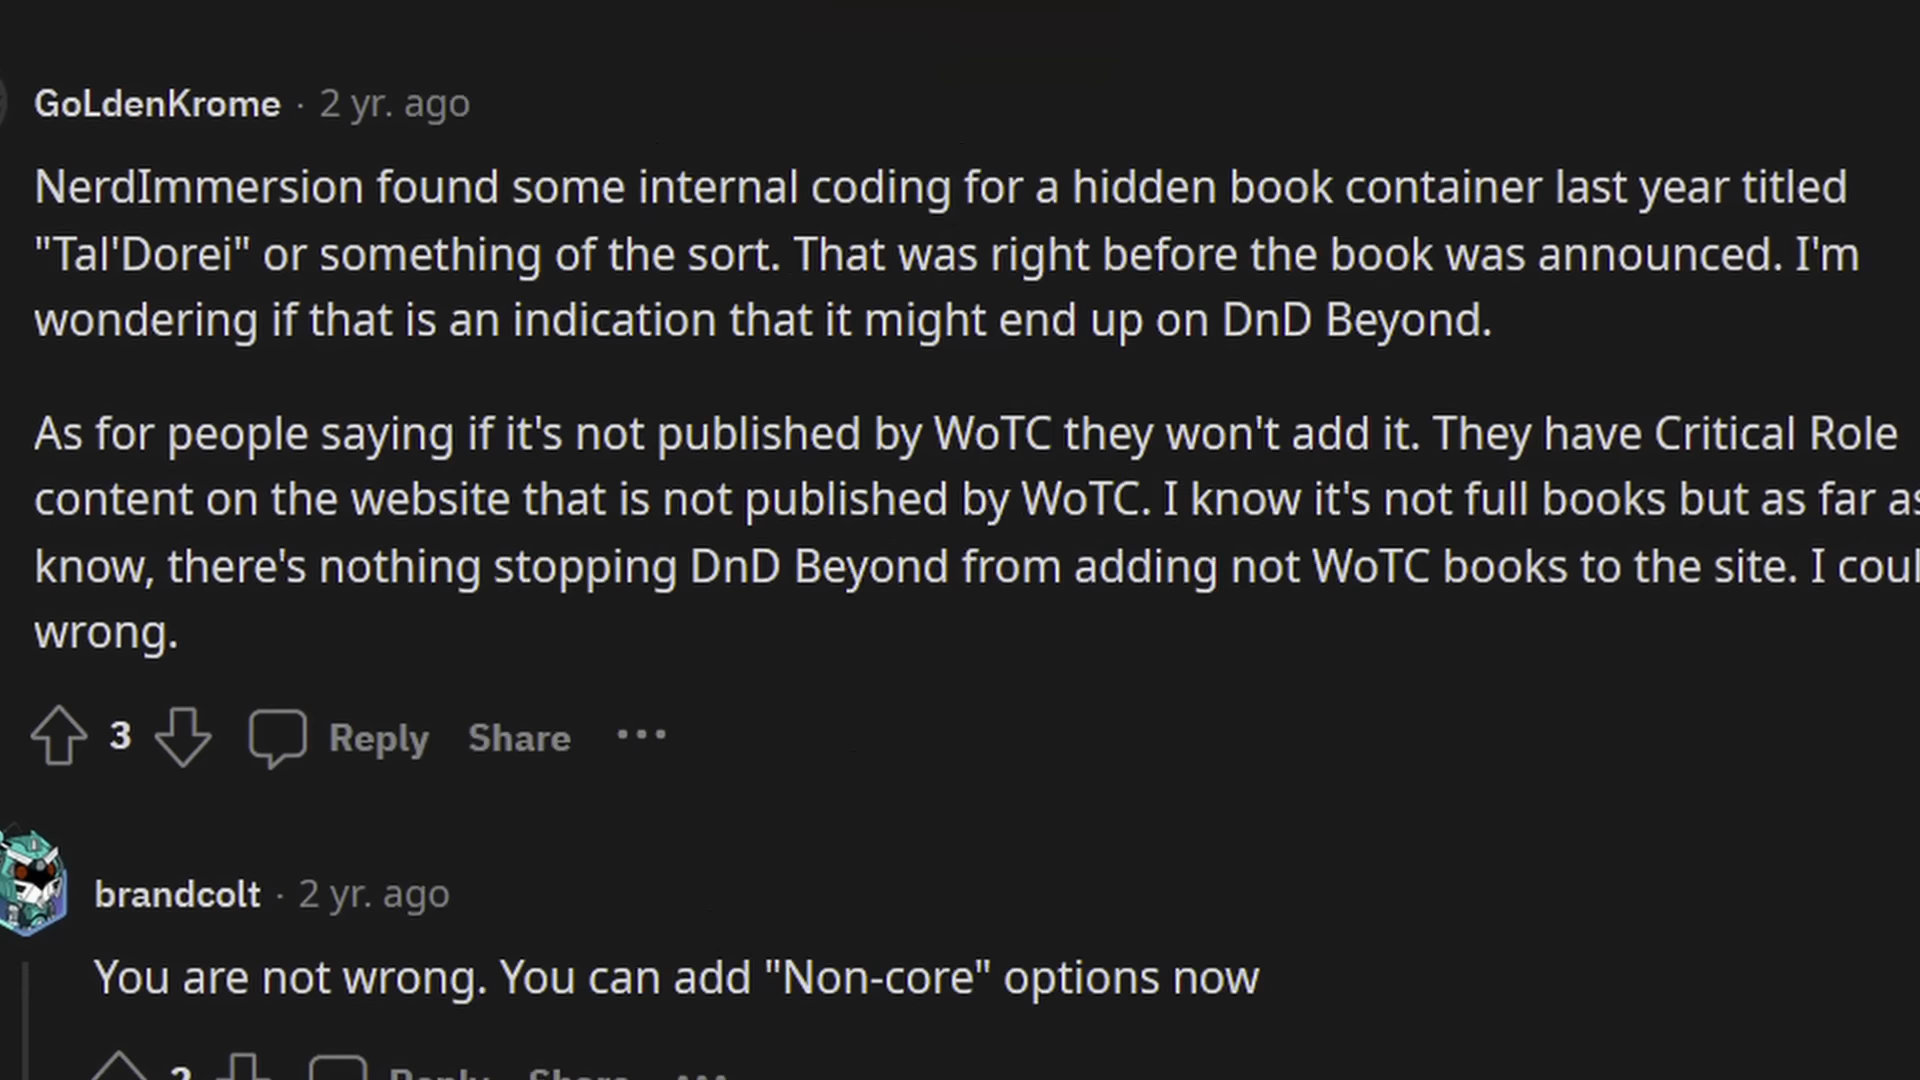 GoLdenKrome · 2 yr. ago
NerdImmersion found some internal coding for a hidden book container last year titled
"Tal'Dorei" or something of the sort. That was right before the book was announced. I'm
wondering if that is an indication that it might end up on DnD Beyond.
As for people saying if it's not published by WoTC they won't add it. They have Critical Role
content on the website that is not published by WoTC. I know it's not full books but as far as
know, there's nothing stopping DnD Beyond from adding not WoTC books to the site. I
wrong.
3 Reply Share ...
brandcolt · 2 yr. ago
You are not wrong. You can add "Non-core" options now
Reply Share ...